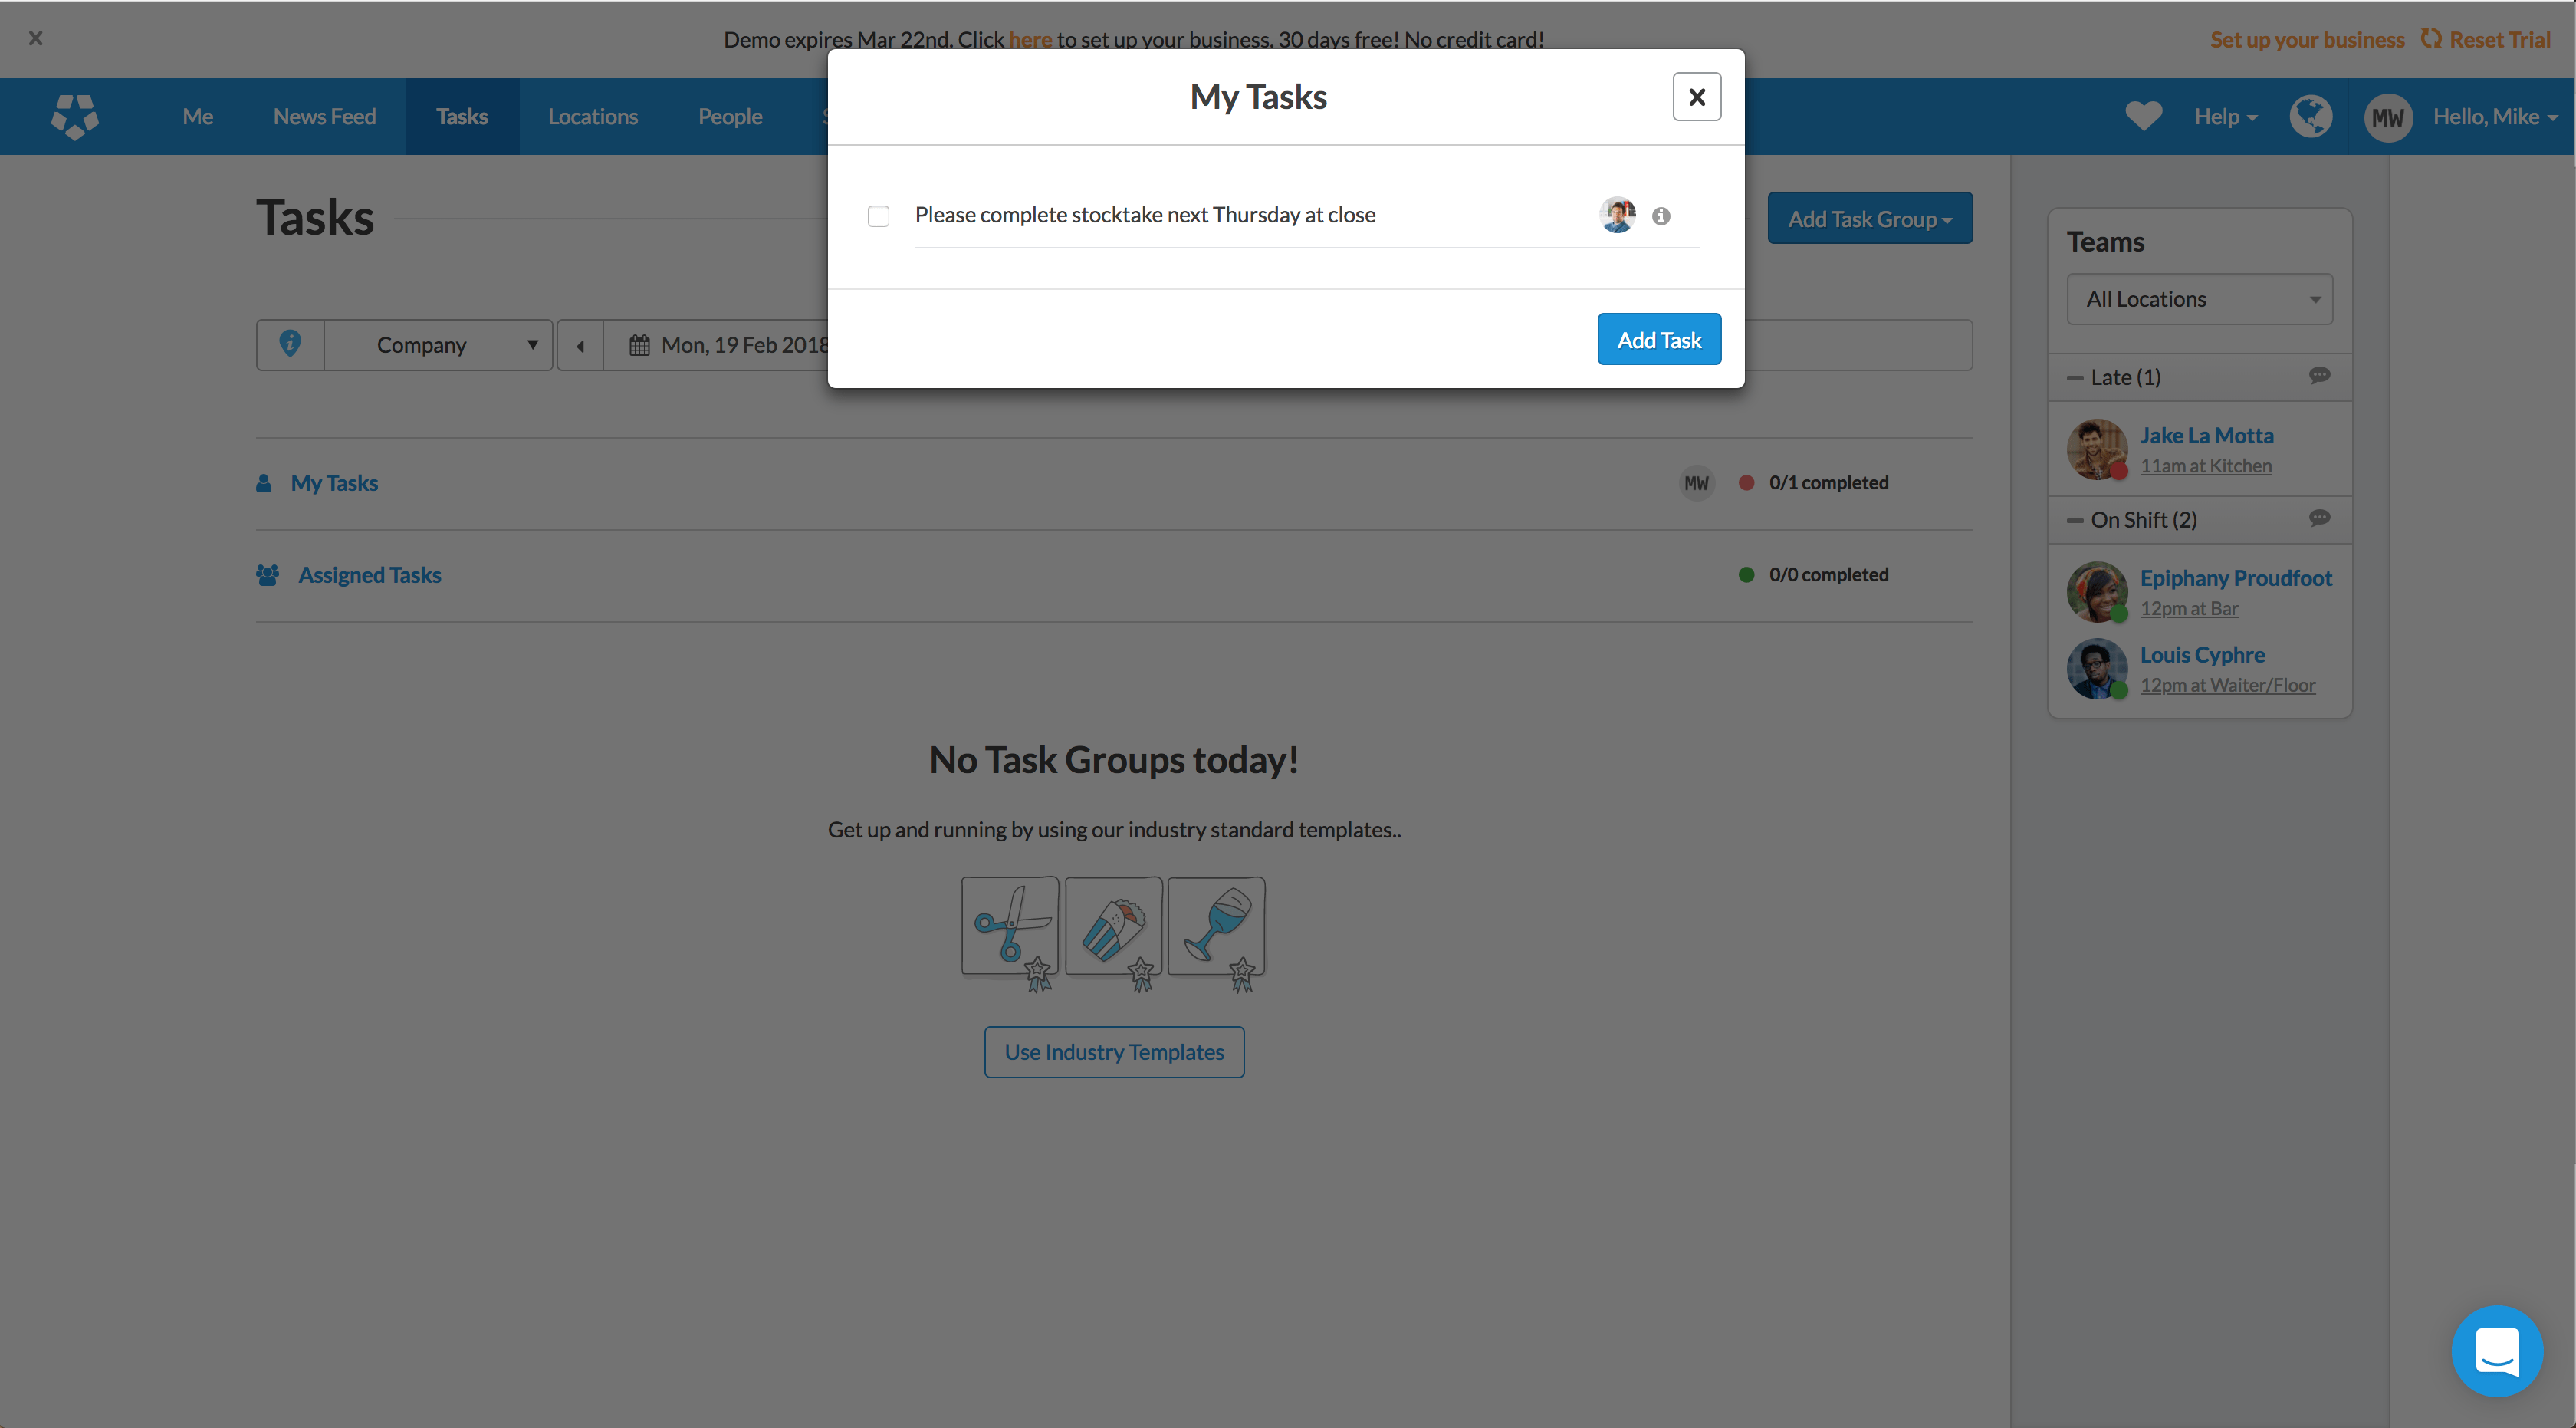 Demo expires Mar 22nd. Click here to set up your business. 30 days free! No credit card!
Set up your business Reset Trial
Me News Feed Tasks Locations People
Help
MW
Hello, Mike
My Tasks
Please complete stocktake next Thursday at close
Add Task
Tasks
Add Task Group
Company
Mon, 19 Feb 2018
My Tasks
MW
0/1 completed
Assigned Tasks
0/0 completed
No Task Groups today!
Get up and running by using our industry standard templates..
Use Industry Templates
Teams
All Locations
Late (1)
Jake La Motta
11am at Kitchen
On Shift (2)
Epiphany Proudfoot
12pm at Bar
Louis Cyphre
12pm at Waiter/Floor